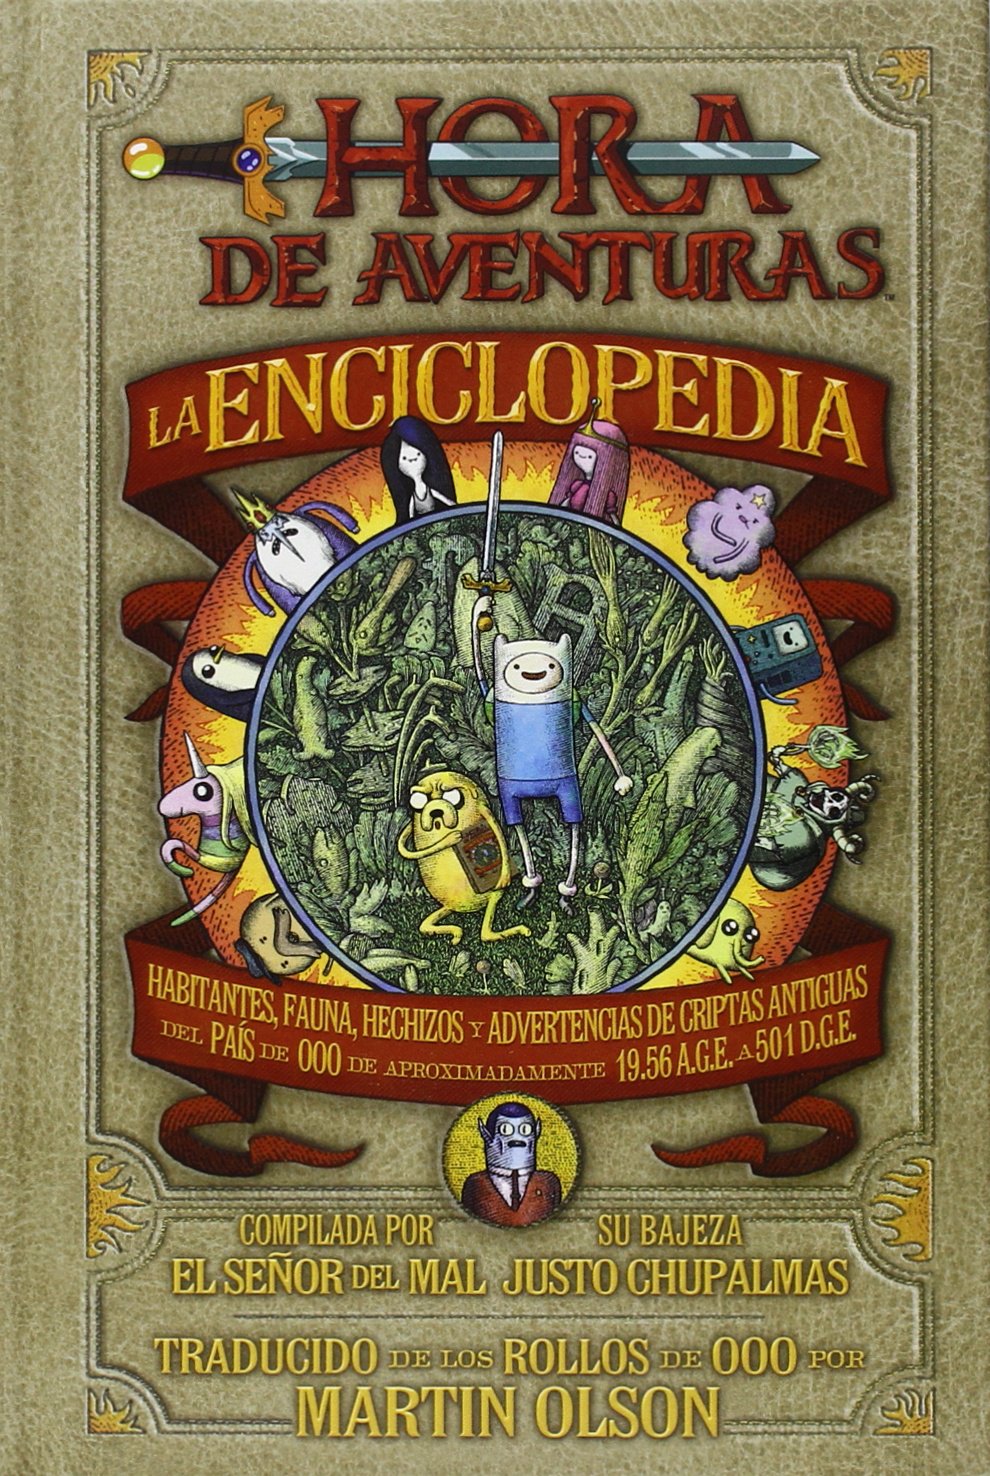 HORA
DE AVENTURAS™
LA ENCICLOPEDIA
HABITANTES, FAUNA, HECHIZOS Y ADVERTENCIAS DE CRIPTAS ANTIGUAS
DEL PAÍS DE OOO DE APROXIMADAMENTE 19.56 A.G.E. A 501 D.G.E.
COMPILADA POR SU BAJEZA
EL SEÑOR DEL MAL JUSTO CHUPALMAS
TRADUCIDO DE LOS ROLLOS DE OOO POR
MARTIN OLSON